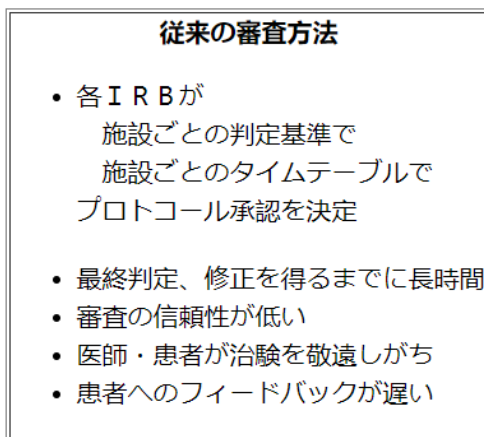 従来の審査方法
• 各ＩＲＢが
施設ごとの判定基準で
施設ごとのタイムテーブルで
プロトコール承認を決定
• 最終判定、修正を得るまでに長時間
• 審査の信頼性が低い
• 医師・患者が治験を敬遠しがち
• 患者へのフィードバックが遅い